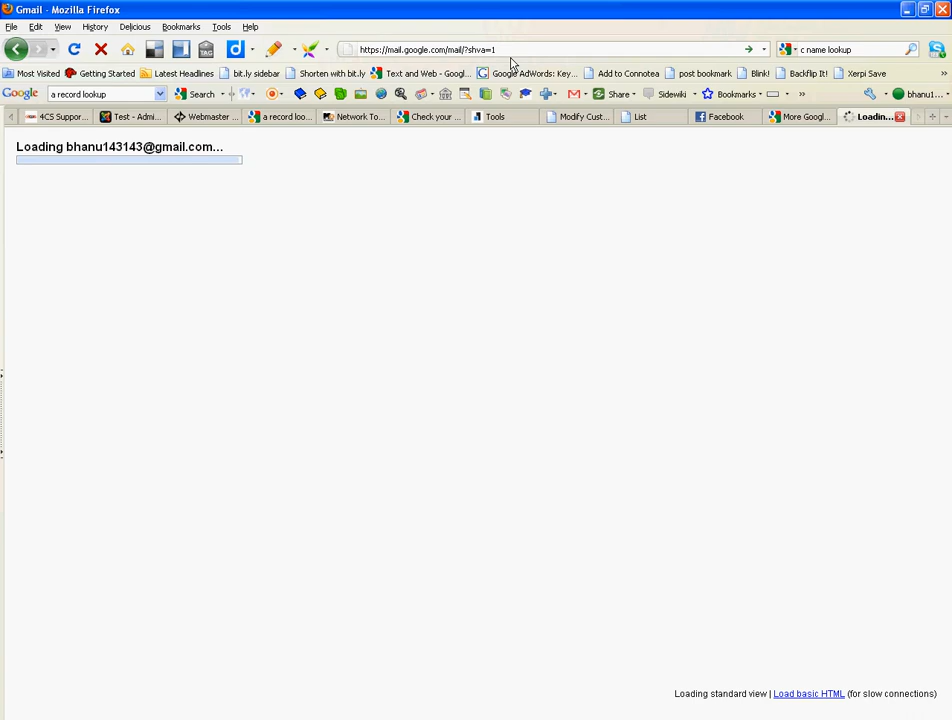 Gmail - Mozilla Firefox
File Edit View History Delicious Bookmarks Tools Help
https://mail.google.com/mail/?shva=1
c name lookup
Most Visited Getting Started Latest Headlines bit.ly sidebar Shorten with bit.ly Text and Web - Googl... Google AdWords: Key... Add to Connotea post bookmark Blink! Backflip It! Xerpi Save
Google a record lookup Search Share Sidewiki Bookmarks bhanu1...
4CS Suppor... Test - Admi... Webmaster ... a record loo... Network To... Check your ... Tools Modify Cust... List Facebook More Googl... Loadin...
Loading bhanu143143@gmail.com...
Loading standard view | Load basic HTML (for slow connections)